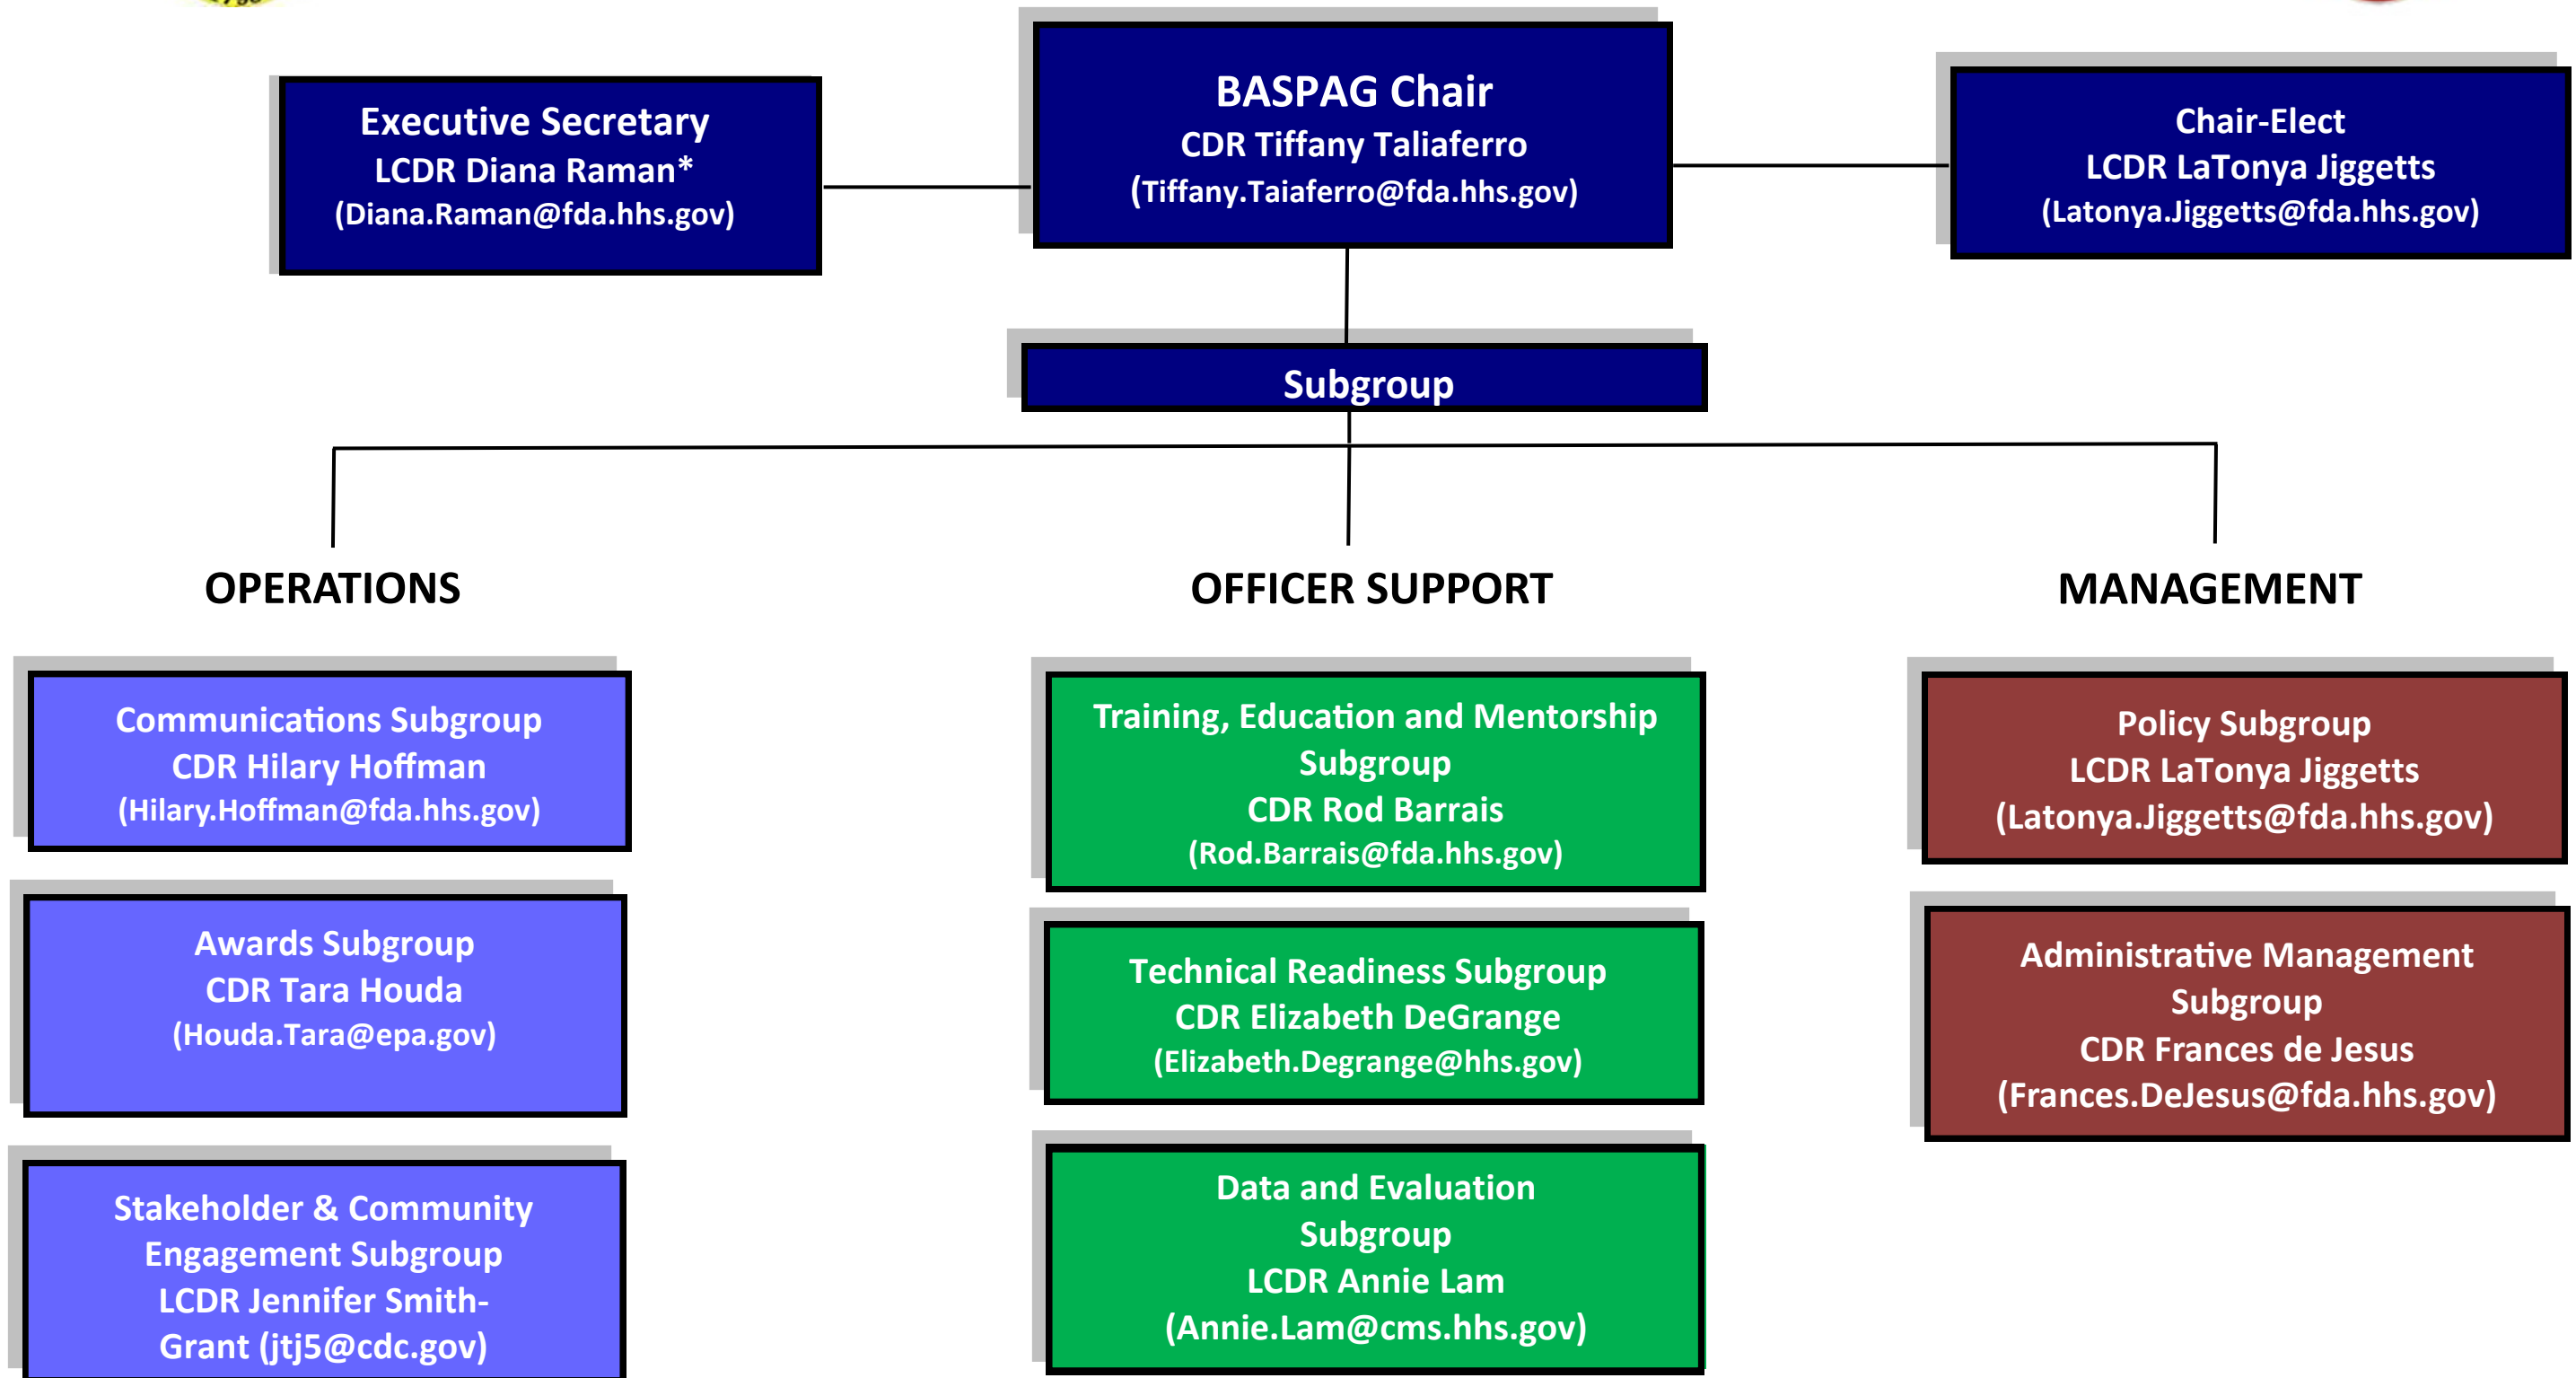 BASPAG Chair
CDR Tiffany Taliaferro
(Tiffany.Taiaferro@fda.hhs.gov)
Executive Secretary
LCDR Diana Raman*
(Diana.Raman@fda.hhs.gov)
Chair-Elect
LCDR LaTonya Jiggetts
(Latonya.Jiggetts@fda.hhs.gov)
Subgroup
OPERATIONS
OFFICER SUPPORT
MANAGEMENT
Communications Subgroup
CDR Hilary Hoffman
(Hilary.Hoffman@fda.hhs.gov)
Awards Subgroup
CDR Tara Houda
(Houda.Tara@epa.gov)
Stakeholder & Community
Engagement Subgroup
LCDR Jennifer Smith-
Grant (jtj5@cdc.gov)
Training, Education and Mentorship
Subgroup
CDR Rod Barrais
(Rod.Barrais@fda.hhs.gov)
Technical Readiness Subgroup
CDR Elizabeth DeGrange
(Elizabeth.Degrange@hhs.gov)
Data and Evaluation
Subgroup
LCDR Annie Lam
(Annie.Lam@cms.hhs.gov)
Policy Subgroup
LCDR LaTonya Jiggetts
(Latonya.Jiggetts@fda.hhs.gov)
Administrative Management
Subgroup
CDR Frances de Jesus
(Frances.DeJesus@fda.hhs.gov)